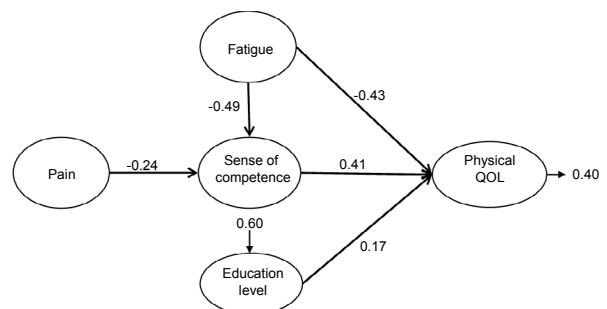 Fatigue
-0.49
-0.43
Pain
-0.24
Sense of
competence
0.41
Physical
QOL
0.40
0.60
0.17
Education
level